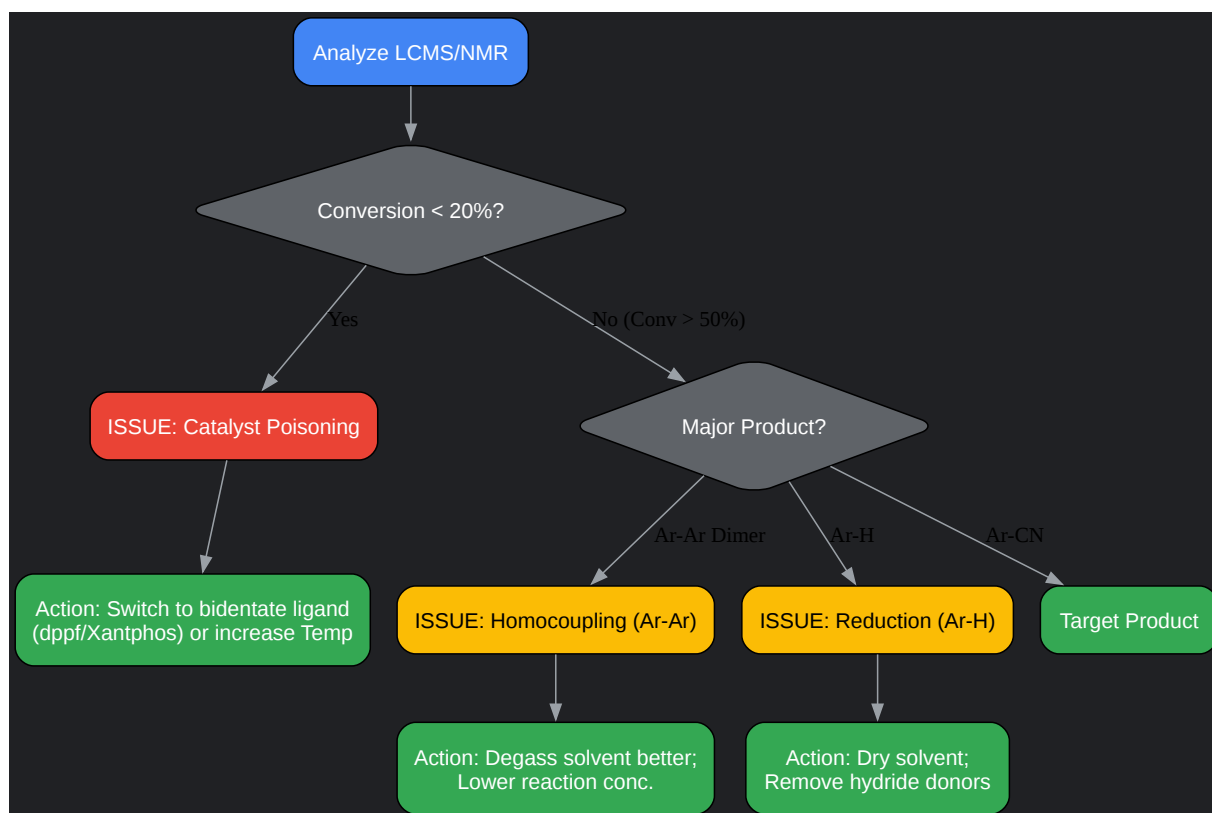 Analyze LCMS/NMR
Conversion < 20%?
Yes
No (Conv > 50%)
ISSUE: Catalyst Poisoning
Major Product?
Ar-Ar Dimer
Ar-H
Ar-CN
Action: Switch to bidentate ligand
(dppf/Xantphos) or increase Temp
ISSUE: Homocoupling (Ar-Ar)
ISSUE: Reduction (Ar-H)
Target Product
Action: Degass solvent better;
Lower reaction conc.
Action: Dry solvent;
Remove hydride donors